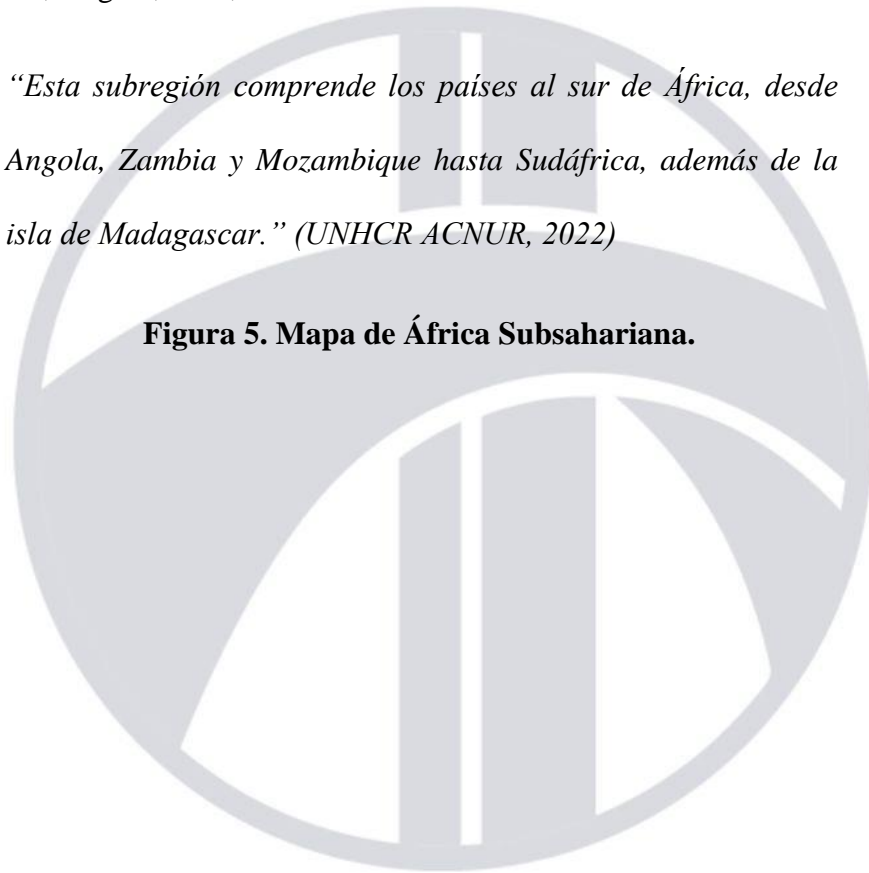 “Esta subregión comprende los países al sur de África, desde
Angola, Zambia y Mozambique hasta Sudáfrica, además de la
isla de Madagascar.” (UNHCR ACNUR, 2022)
Figura 5. Mapa de África Subsahariana.